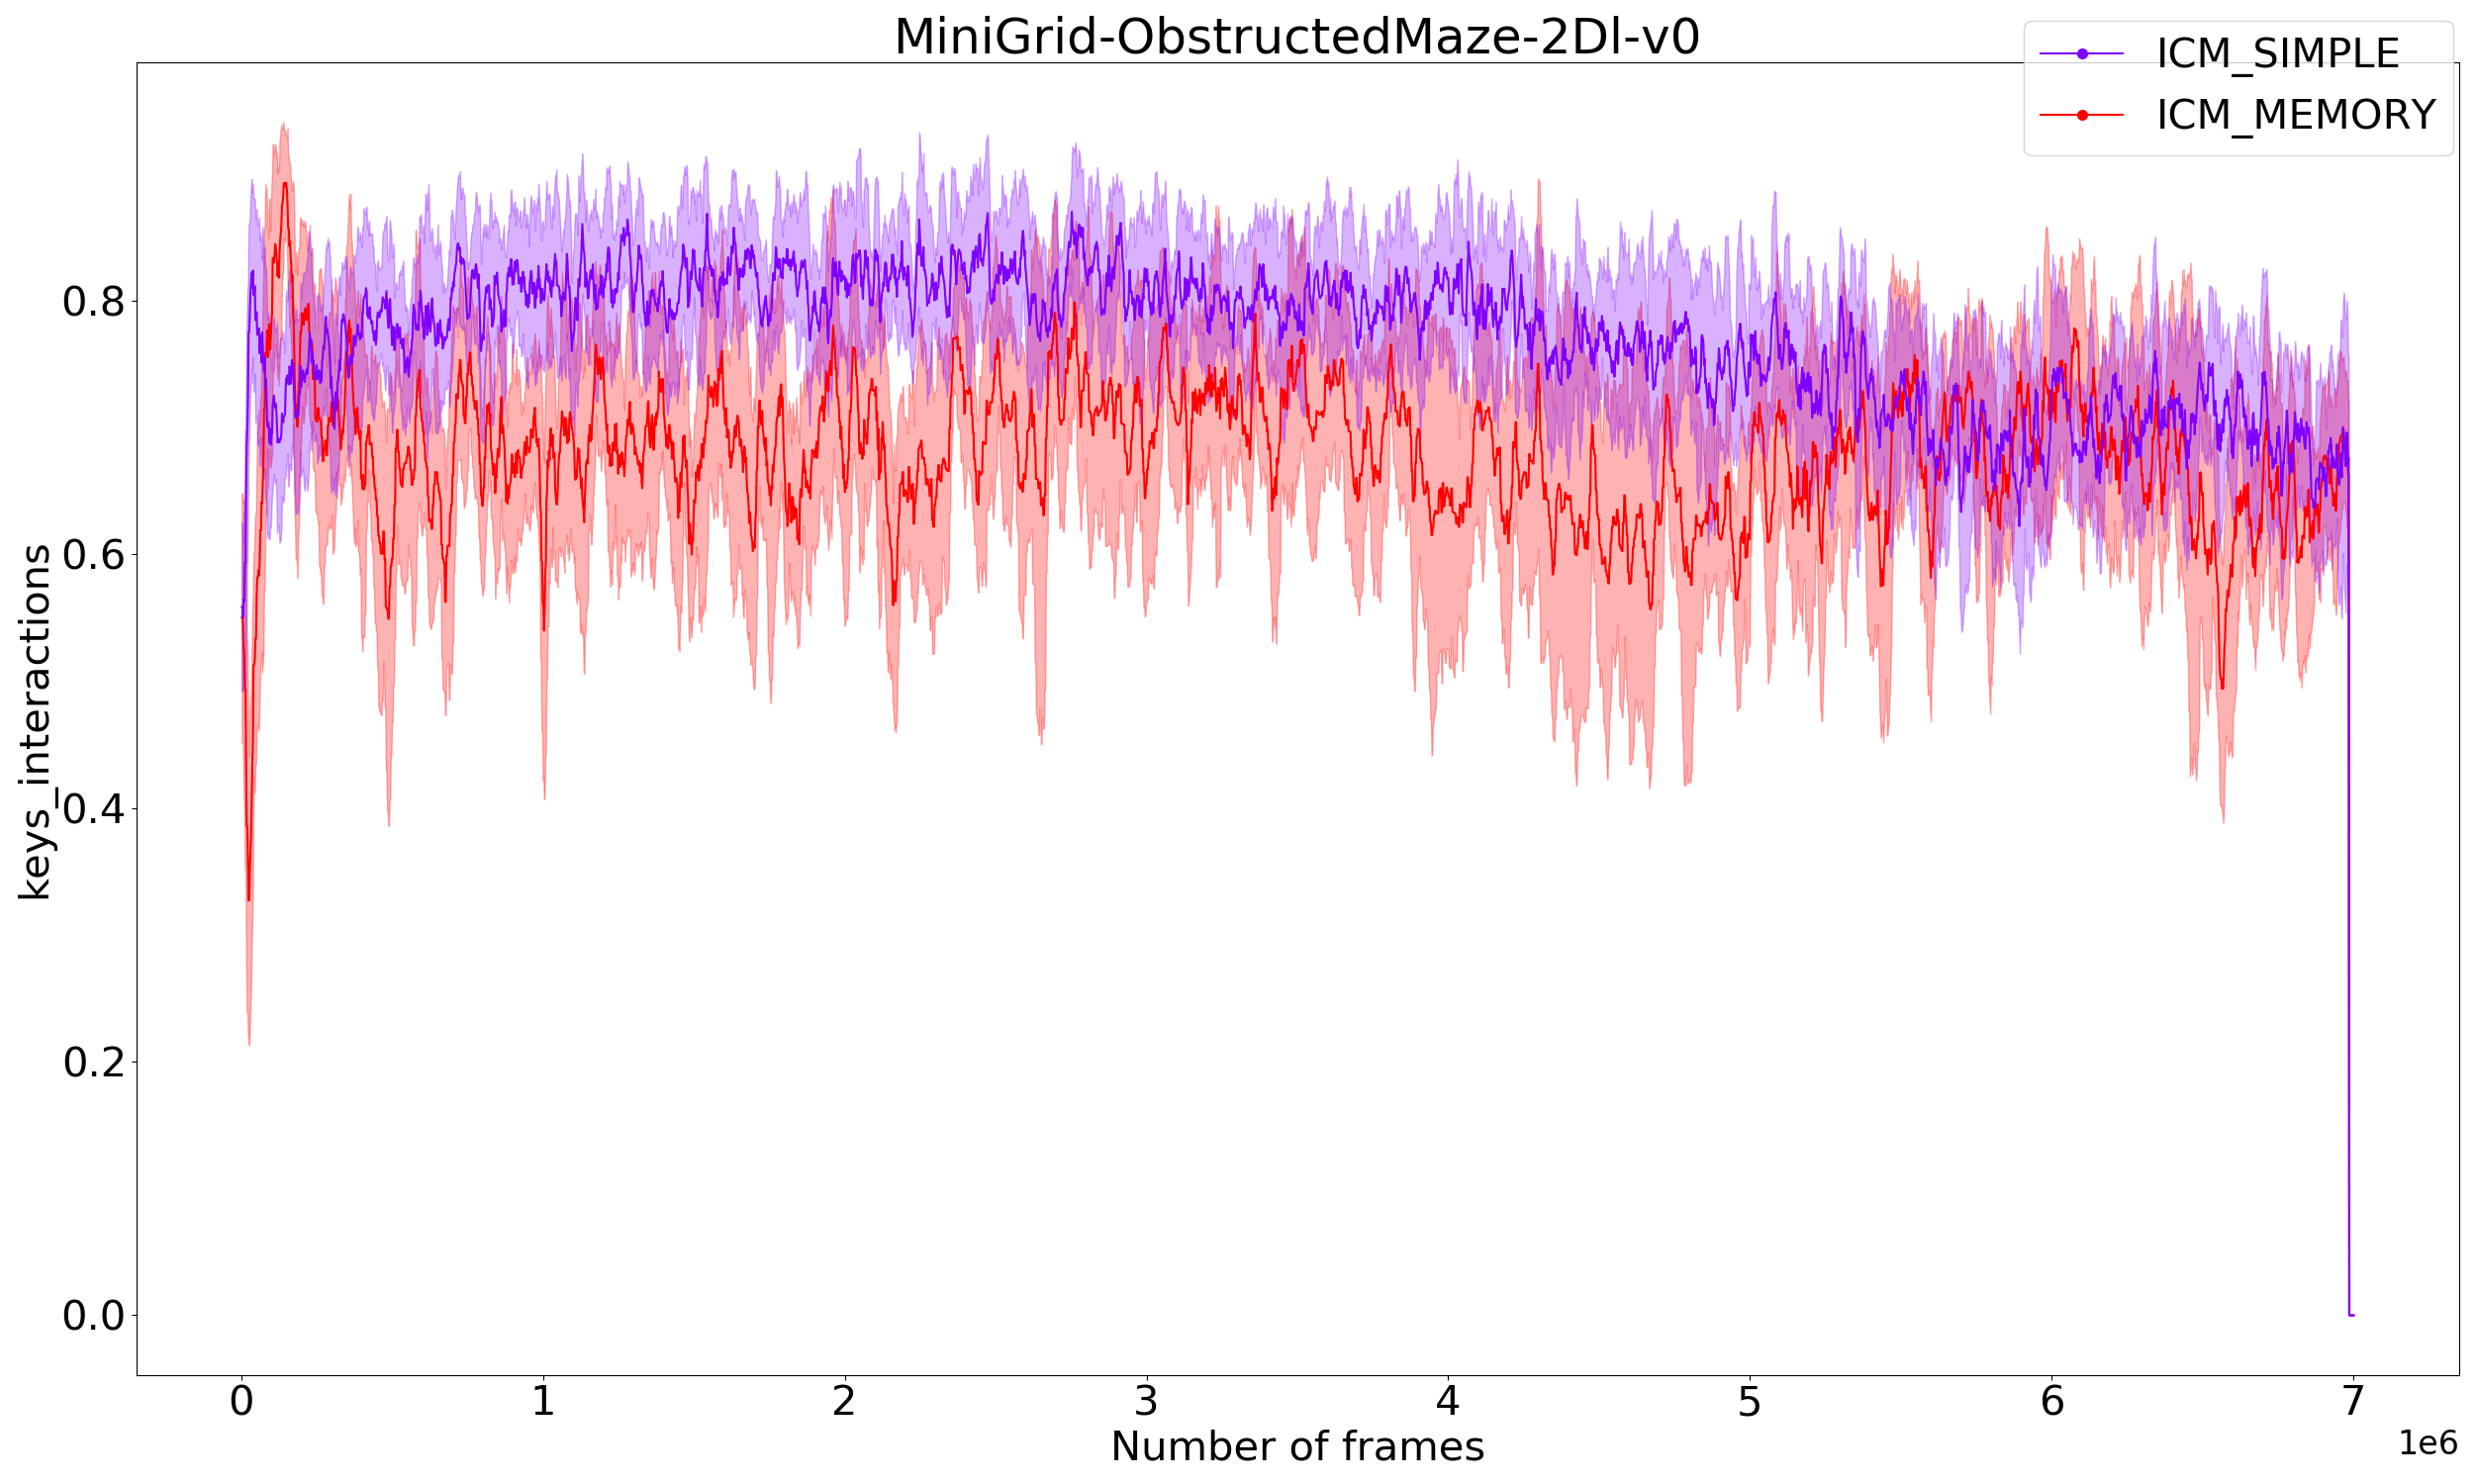 MiniGrid-ObstructedMaze-2Dl-v0
ICM_SIMPLE
ICM_MEMORY
keys_interactions
0.8
0.6
0.4
0.2
0.0
0 1 2 3 4 5 6 7
Number of frames
1e6